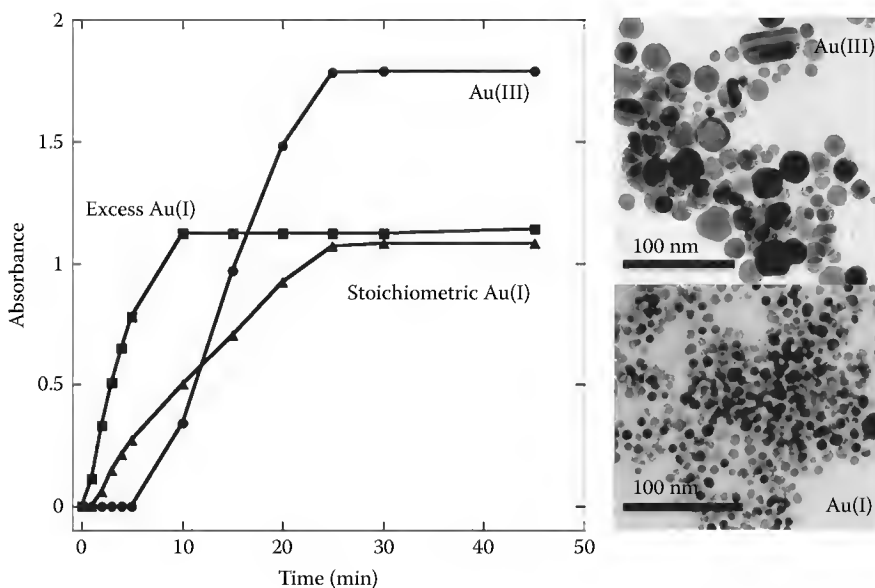 2
Au(III)
Au(III)
1.5
Excess Au(I)
100 nm
1
Stoichiometric Au(I)
Absorbance
0.5
100 nm
0
Au(I)
0 10 20 30 40 50
Time (min)